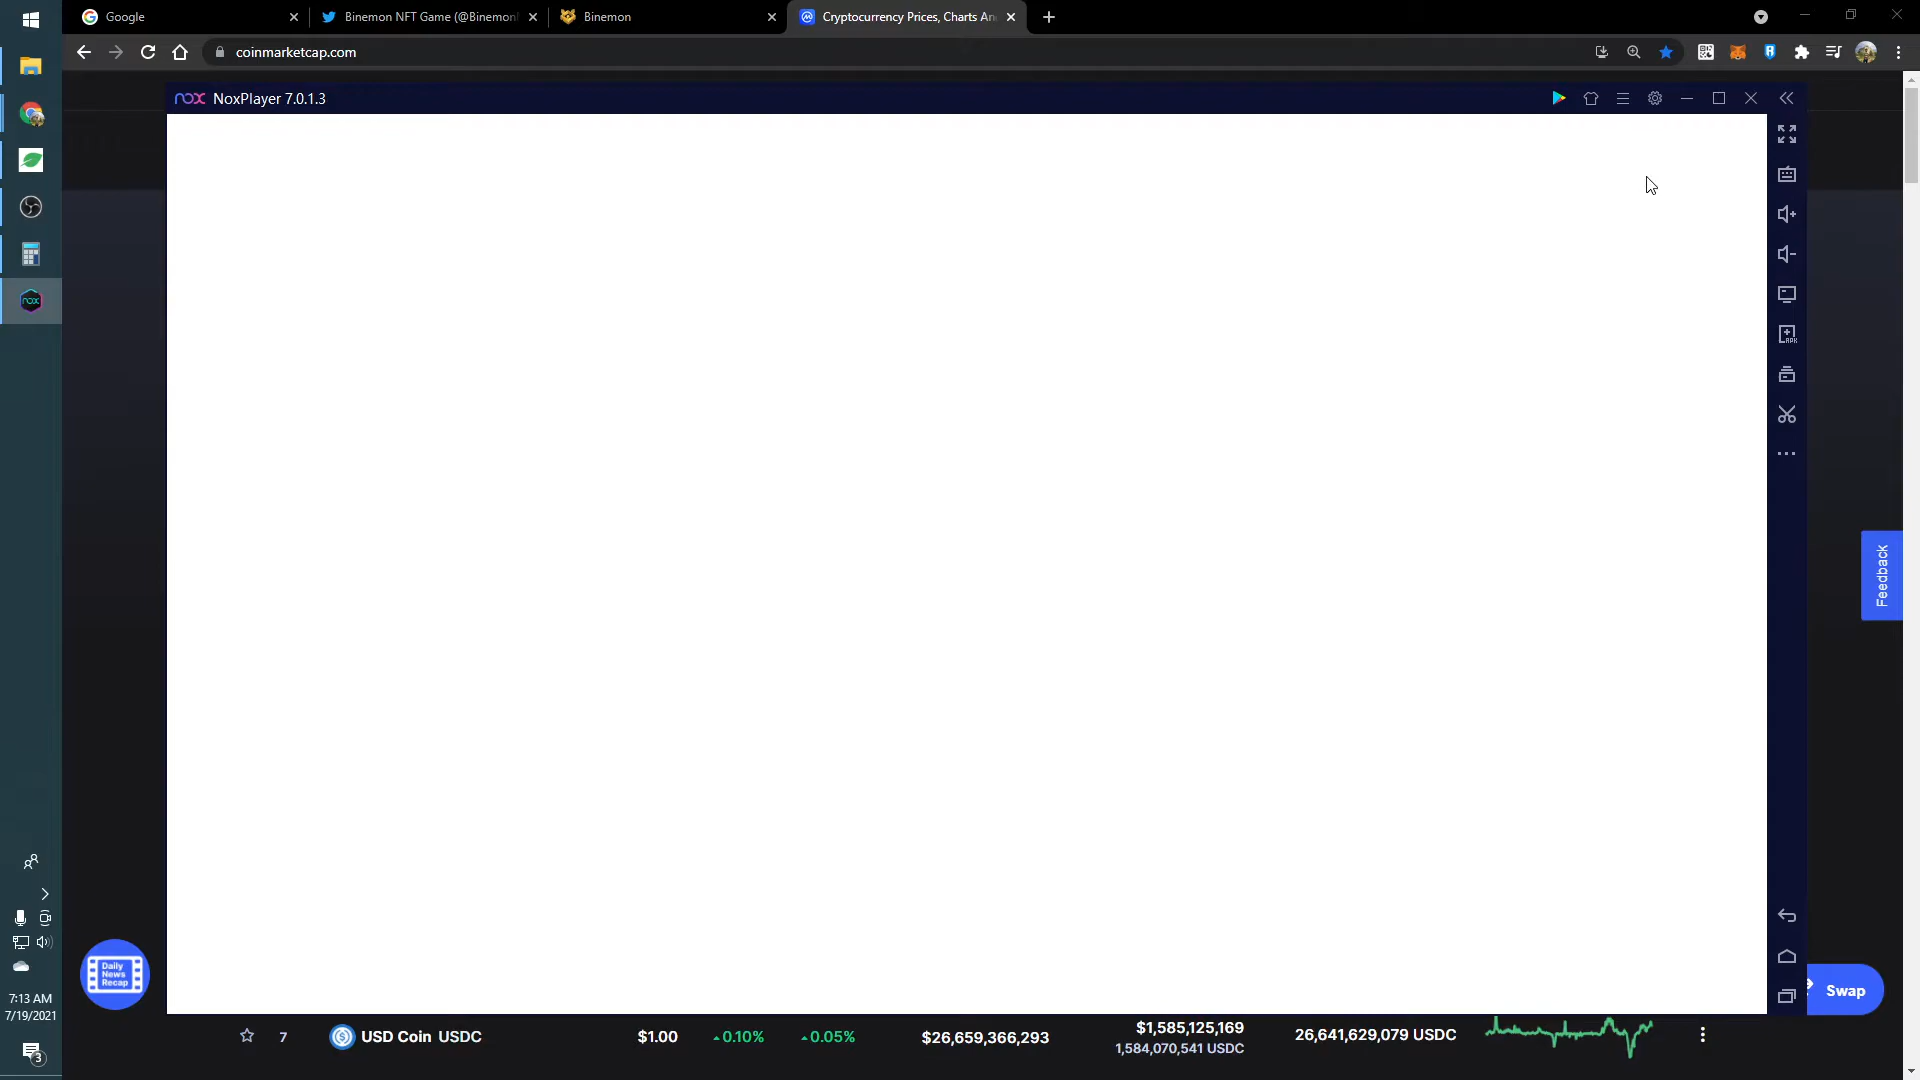 Google
Binemon NFT Game (@Binemon
Binemon
Cryptocurrency Prices, Charts An
coinmarketcap.com
nox NoxPlayer 7.0.1.3
APK
nox
Feedback
Daily
News
Recap
Swap
7:13 AM
7/19/2021
3
7 USD Coin USDC $1.00 0.10% 0.05% $26,659,366,293 $1,585,125,169 26,641,629,079 USDC
1,584,070,541 USDC